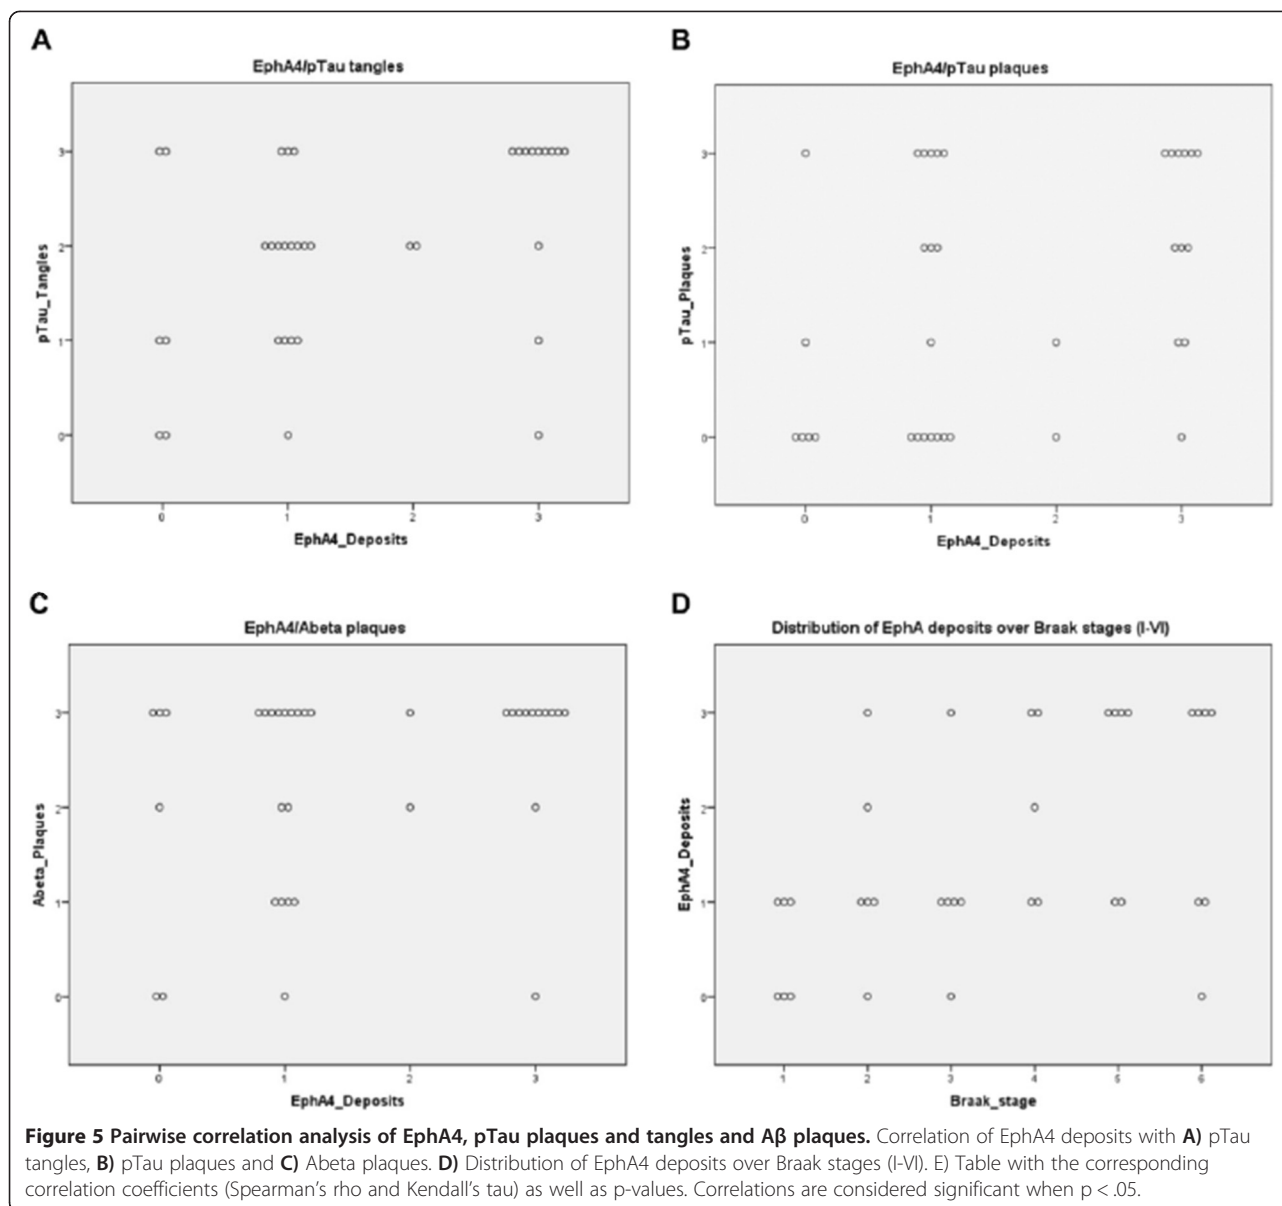 A
EphA4/pTau tangles
pTau_Tangles
3
2
1
0
0 1 2 3
EphA4_Deposits
B
EphA4/pTau plaques
pTau_Plaques
3
2
1
0
0 1 2 3
EphA4_Deposits
C
EphA4/Abeta plaques
Abeta_Plaques
3
2
1
0
0 1 2 3
EphA4_Deposits
D
Distribution of EphA deposits over Braak stages (I-VI)
EphA4_Deposits
3
2
1
0
1 2 3 4 5 6
Braak_stage
Figure 5 Pairwise correlation analysis of EphA4, pTau plaques and tangles and Aβ plaques. Correlation of EphA4 deposits with A) pTau
tangles, B) pTau plaques and C) Abeta plaques. D) Distribution of EphA4 deposits over Braak stages (I-VI). E) Table with the corresponding
correlation coefficients (Spearman's rho and Kendall's tau) as well as p-values. Correlations are considered significant when p < .05.